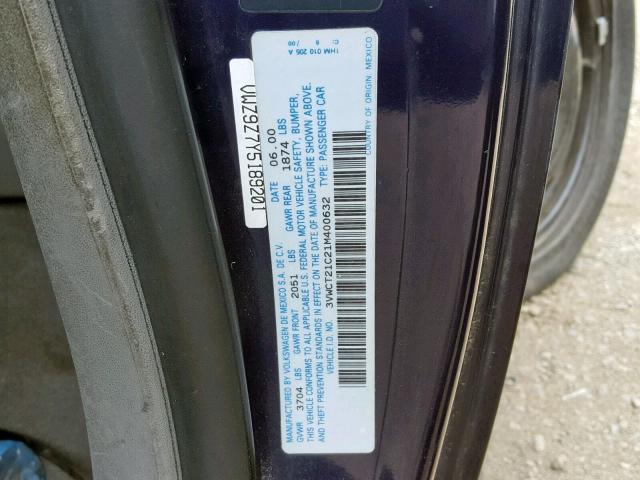 VWZ9Z7Y5189201
1HM 010 205 A
MANUFACTURED BY VOLKSWAGEN DE MEXICO S.A. DE C.V. DATE 06.00
GVWR 3704 LBS GAWR FRONT 2051 LBS GAWR REAR 1874 LBS
THIS VEHICLE CONFORMS TO ALL APPLICABLE U.S. FEDERAL MOTOR VEHICLE SAFETY, BUMPER,
AND THEFT PREVENTION STANDARDS IN EFFECT ON THE DATE OF MANUFACTURE SHOWN ABOVE.
VEHICLE I.D. NO. 3VWCT21C21M400632 TYPE: PASSENGER CAR
COUNTRY OF ORIGIN: MEXICO